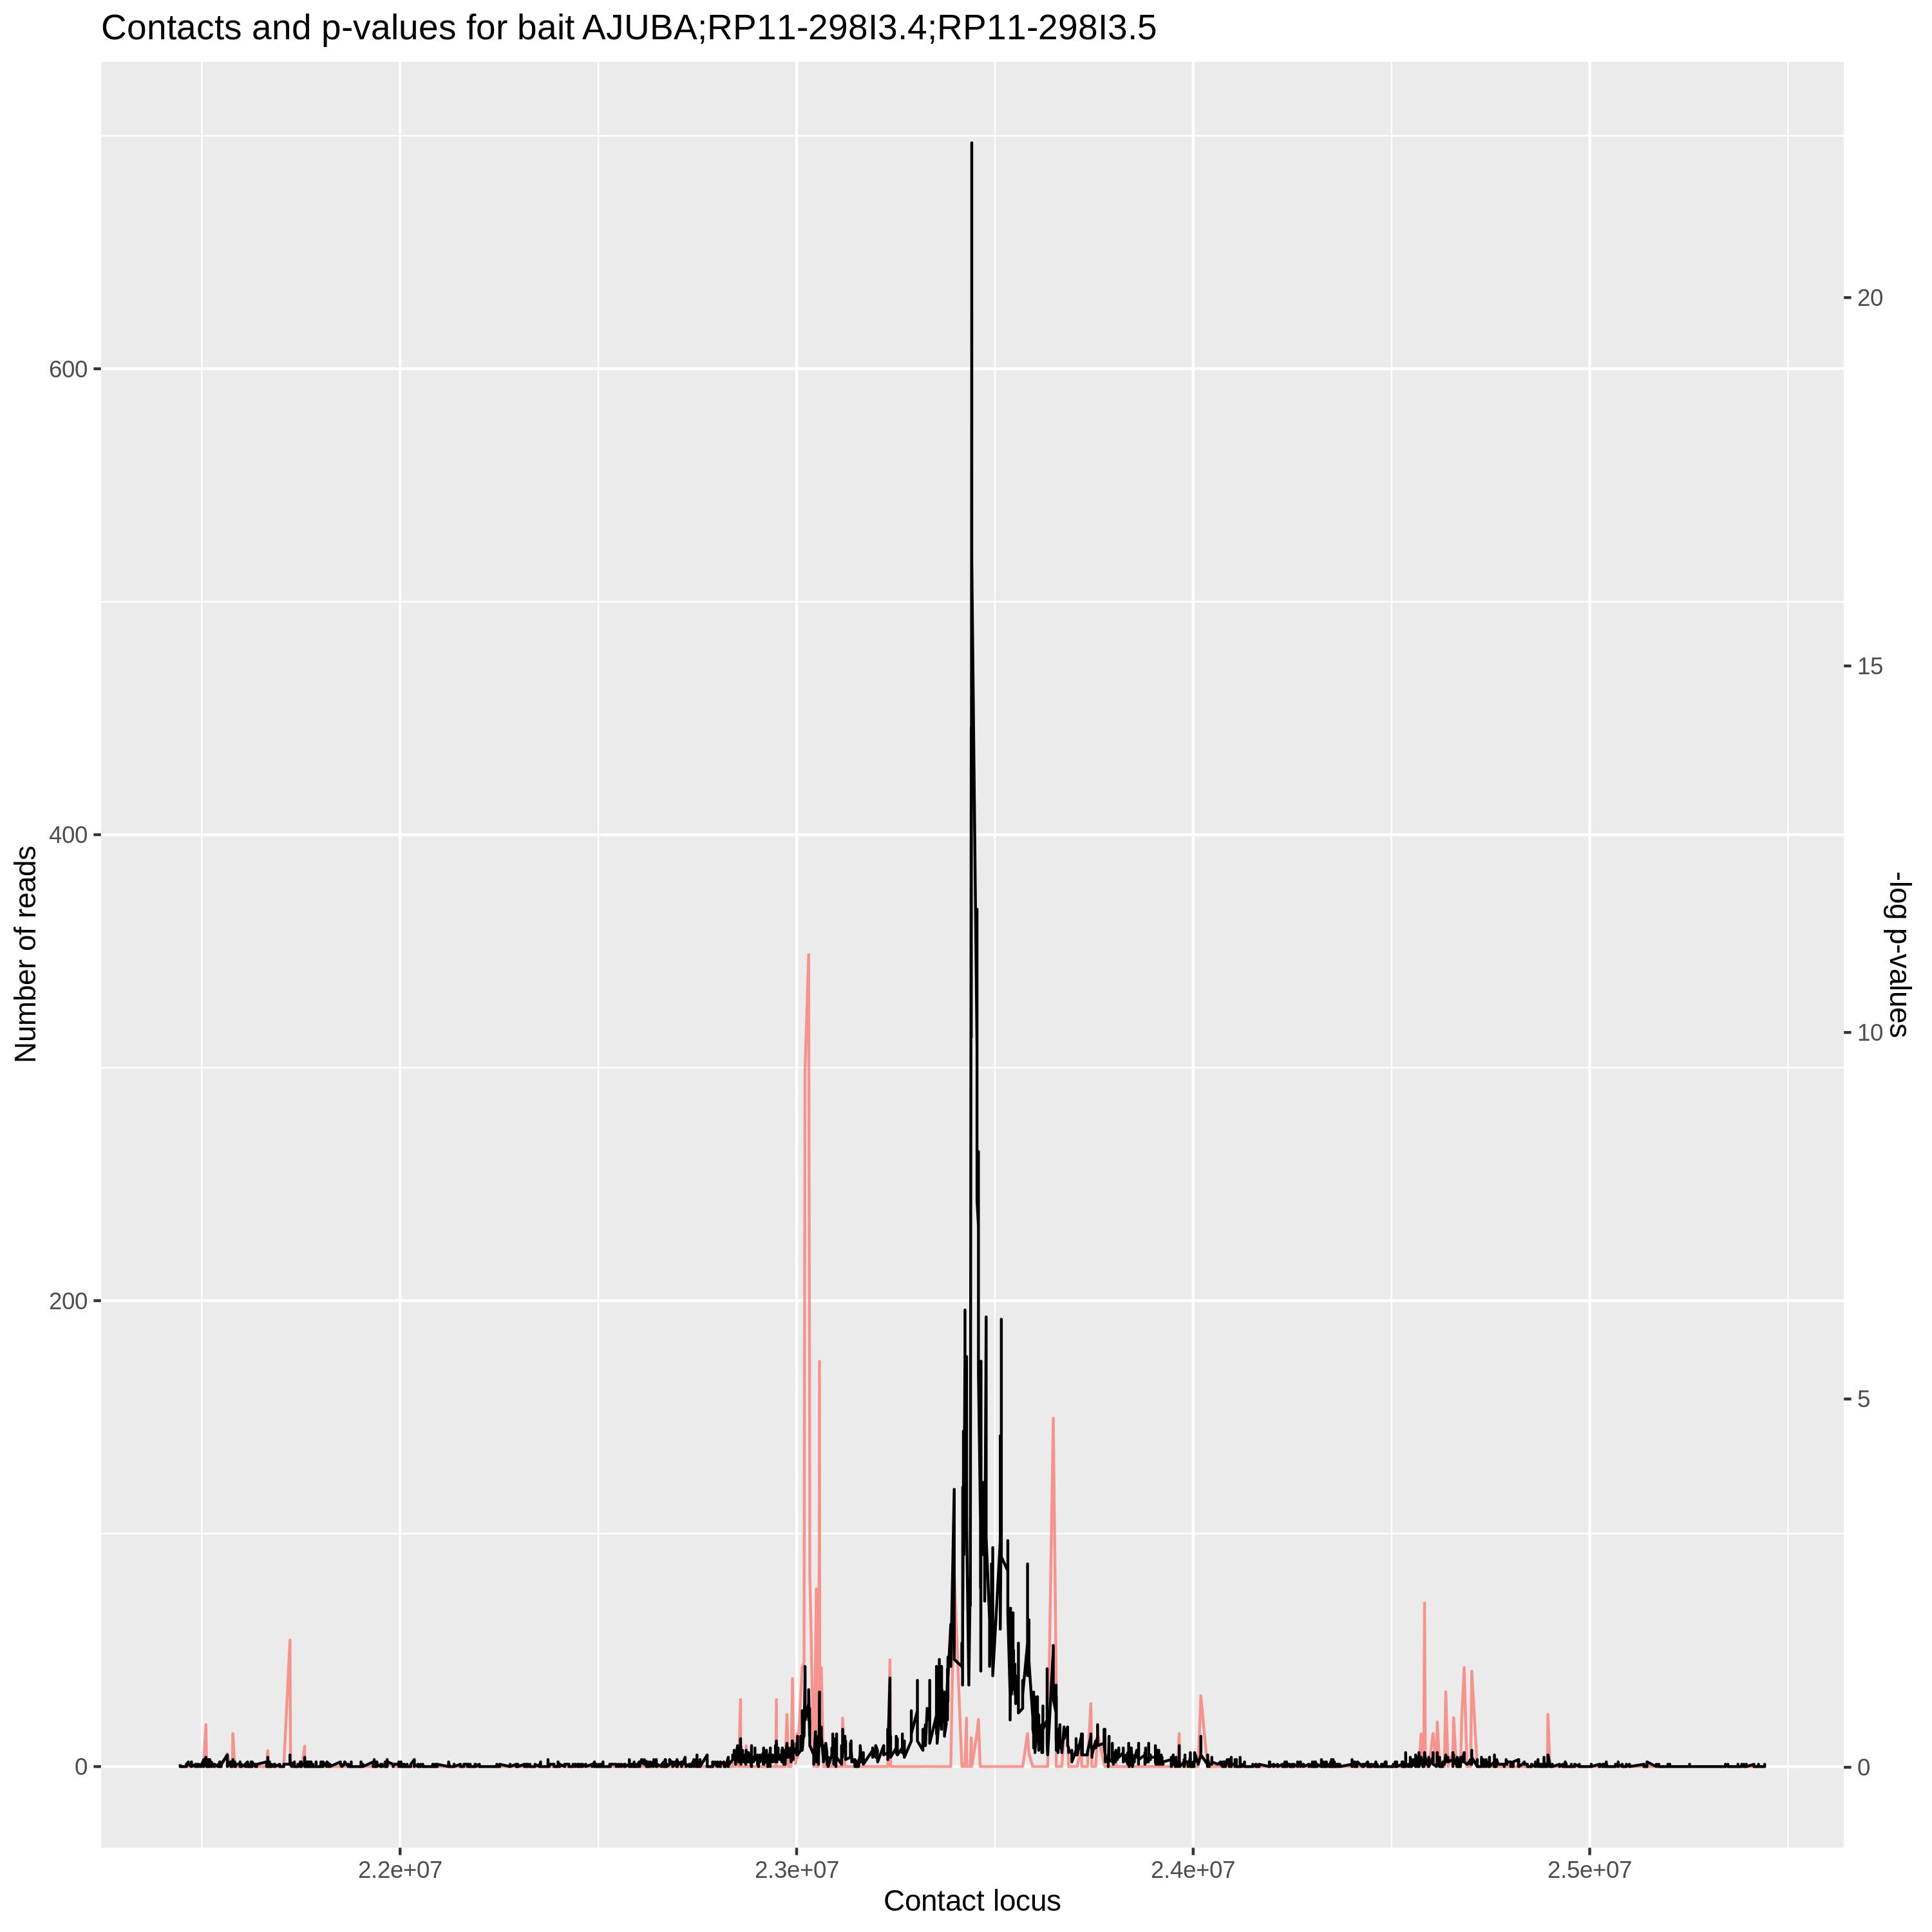 Contacts and p-values for bait AJUBA;RP11-298I3.4;RP11-298I3.5
600
400
200
0
Number of reads
20
15
10
5
0
-log p-values
2.2e+07
2.3e+07
2.4e+07
2.5e+07
Contact locus